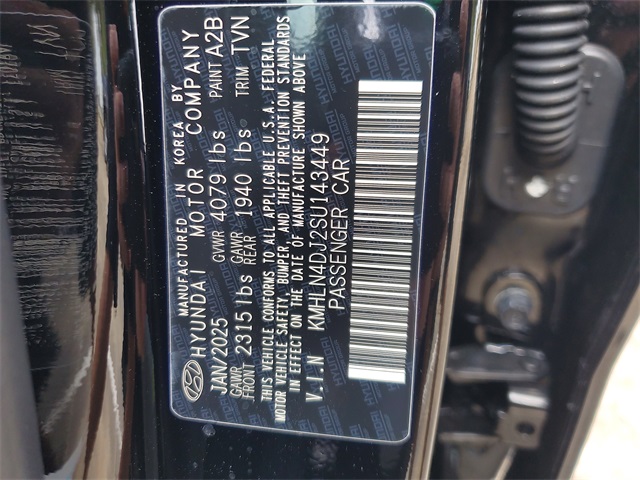 MANUFACTURED IN KOREA BY
HYUNDAI MOTOR COMPANY
JAN/2025 GVWR 4079 lbs PAINT A2B
GAWR FRONT 2315 lbs GAWR REAR 1940 lbs TRIM TVN
THIS VEHICLE CONFORMS TO ALL APPLICABLE U.S.A. FEDERAL
MOTOR VEHICLE SAFETY, BUMPER, AND THEFT PREVENTION STANDARDS
IN EFFECT ON THE DATE OF MANUFACTURE SHOWN ABOVE
V.I.N KMHLN4DJ2SU143449
PASSENGER CAR